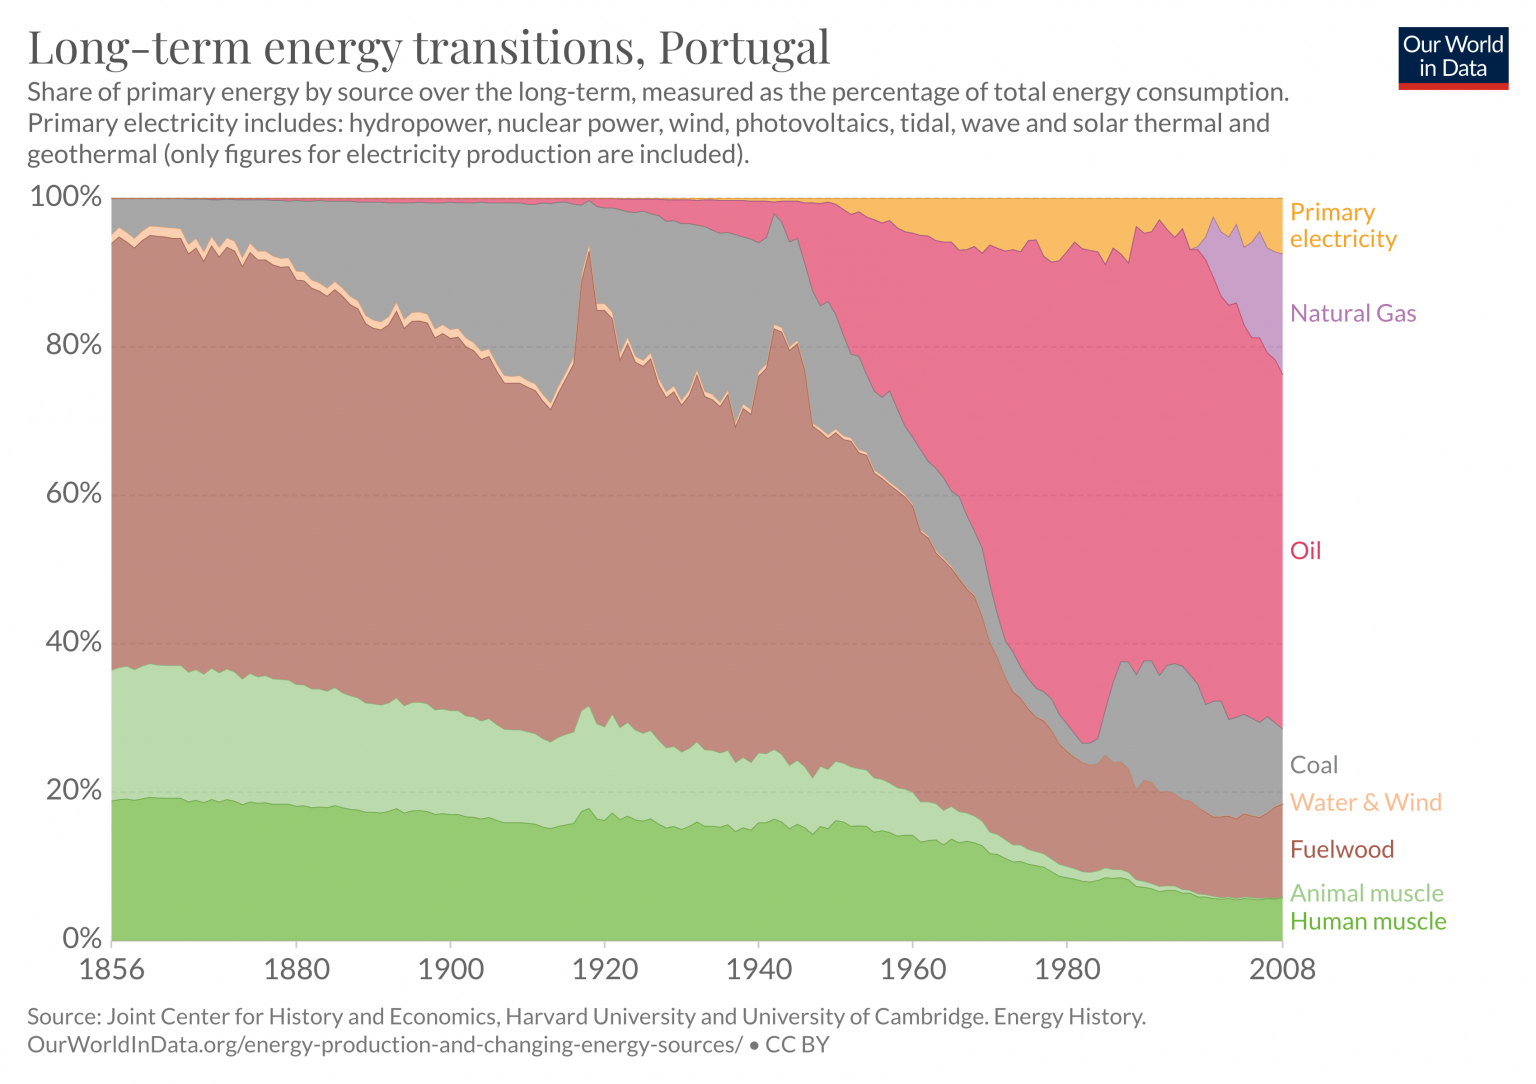 Long-term energy transitions, Portugal
Our World
in Data
Share of primary energy by source over the long-term, measured as the percentage of total energy consumption.
Primary electricity includes: hydropower, nuclear power, wind, photovoltaics, tidal, wave and solar thermal and
geothermal (only figures for electricity production are included).
100%
80%
60%
40%
20%
0%
Primary
electricity
Natural Gas
Oil
Coal
Water & Wind
Fuelwood
Animal muscle
Human muscle
1856
1880
1900
1920
1940
1960
1980
2008
Source: Joint Center for History and Economics, Harvard University and University of Cambridge. Energy History.
OurWorldInData.org/energy-production-and-changing-energy-sources/ • CC BY